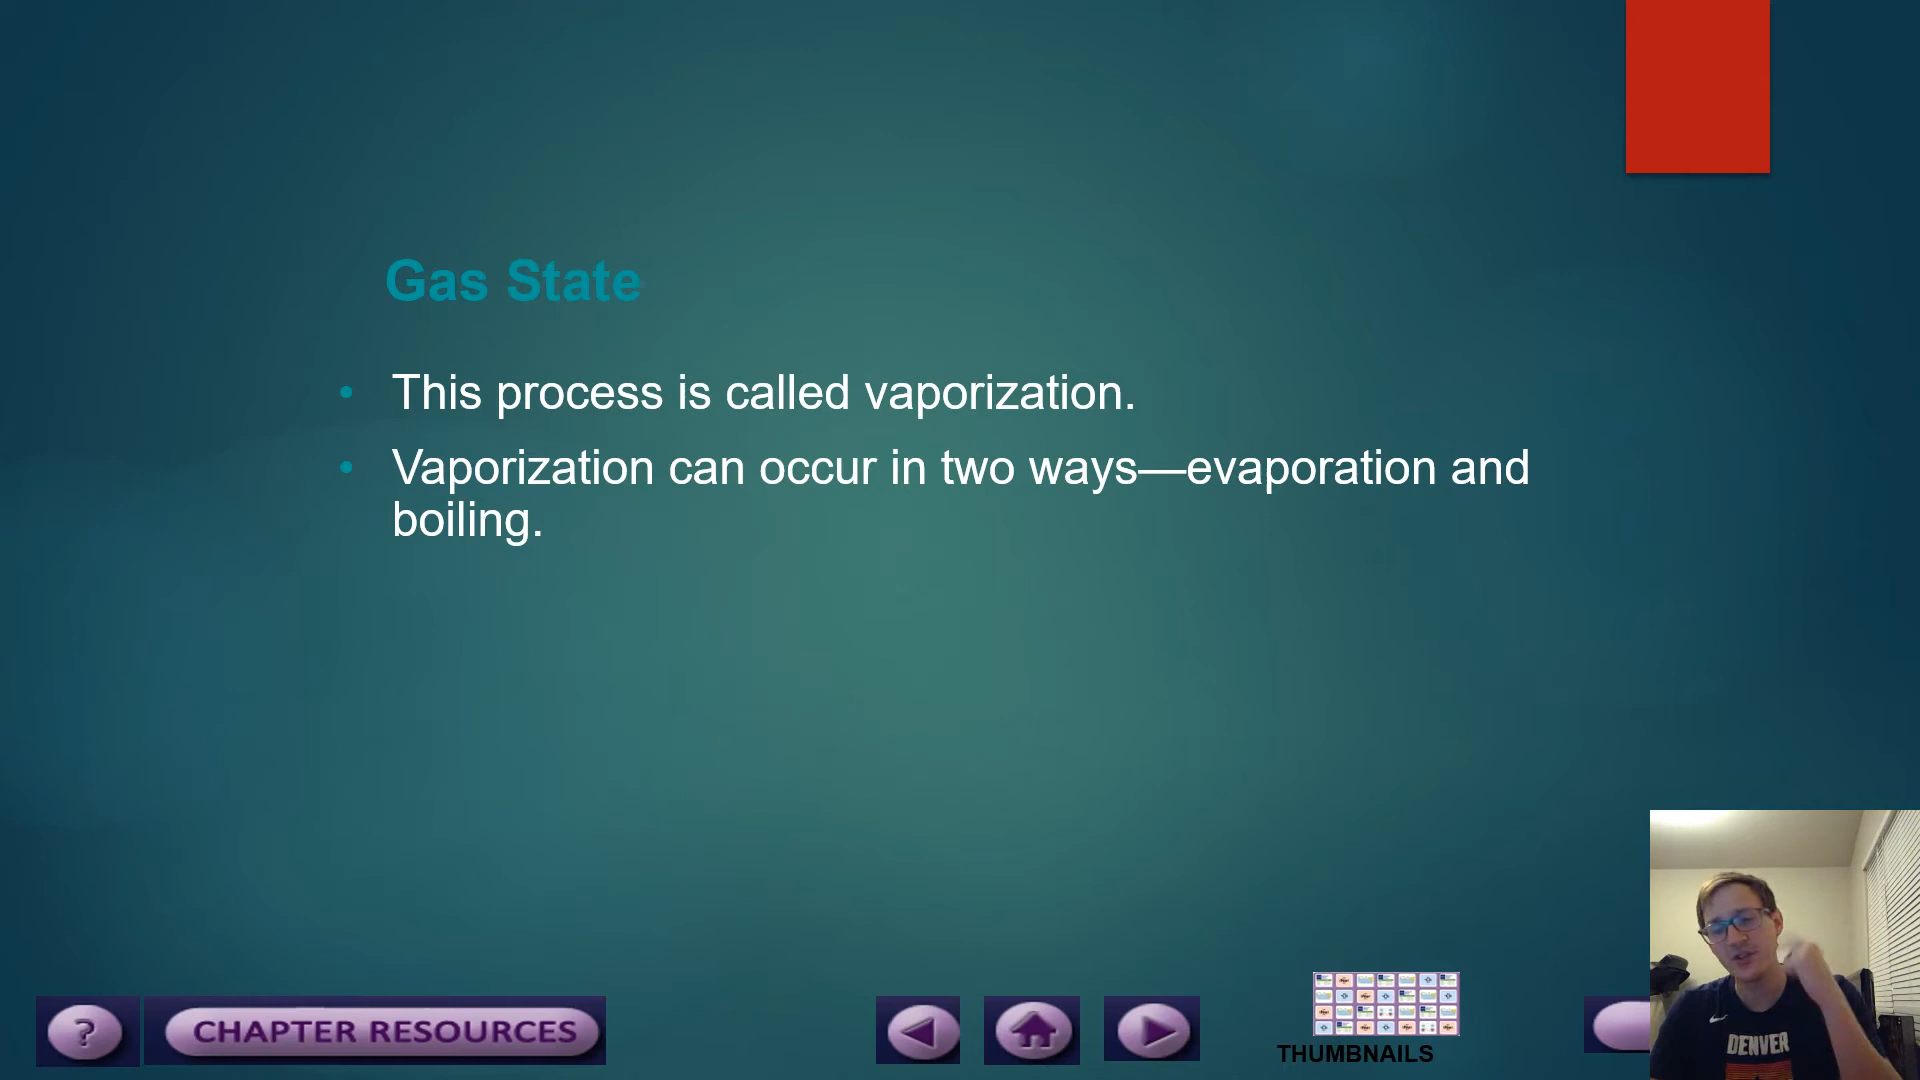 Gas State
• This process is called vaporization.
• Vaporization can occur in two ways—evaporation and
boiling.
?
CHAPTER RESOURCES
THUMBNAILS
DENVER